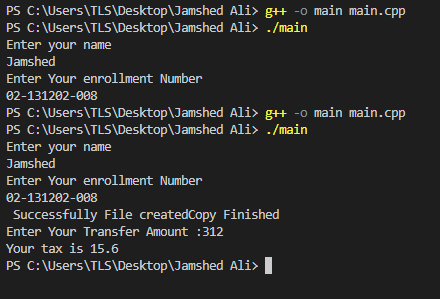 PS C:\Users\TLS\Desktop\Jamshed Ali> g++ -o main main.cpp
PS C:\Users\TLS\Desktop\Jamshed Ali> ./main
Enter your name
Jamshed
Enter Your enrollment Number
02-131202-008
PS C:\Users\TLS\Desktop\Jamshed Ali> g++ -o main main.cpp
PS C:\Users\TLS\Desktop\Jamshed Ali> ./main
Enter your name
Jamshed
Enter Your enrollment Number
02-131202-008
 Successfully File createdCopy Finished
Enter Your Transfer Amount :312
Your tax is 15.6
PS C:\Users\TLS\Desktop\Jamshed Ali>